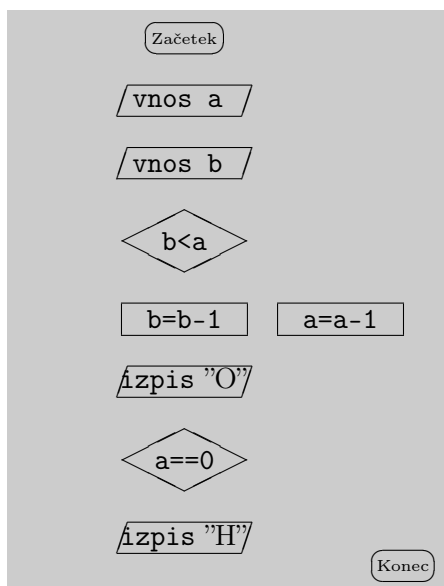 Začetek
vnos a
vnos b
b<a
b=b-1 a=a-1
izpis ”O”
a==0
izpis ”H”
Konec